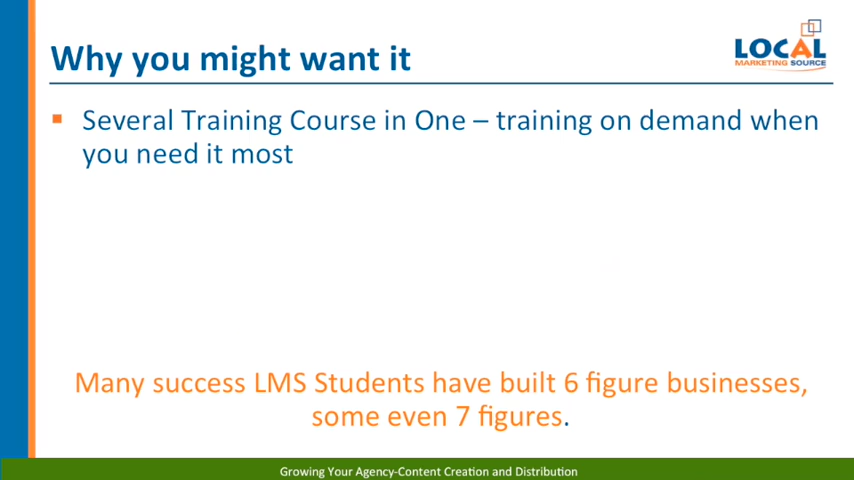 Why you might want it
LOCAL
MARKETING SOURCE
Several Training Course in One – training on demand when
you need it most
Many success LMS Students have built 6 figure businesses,
some even 7 figures.
Growing Your Agency-Content Creation and Distribution